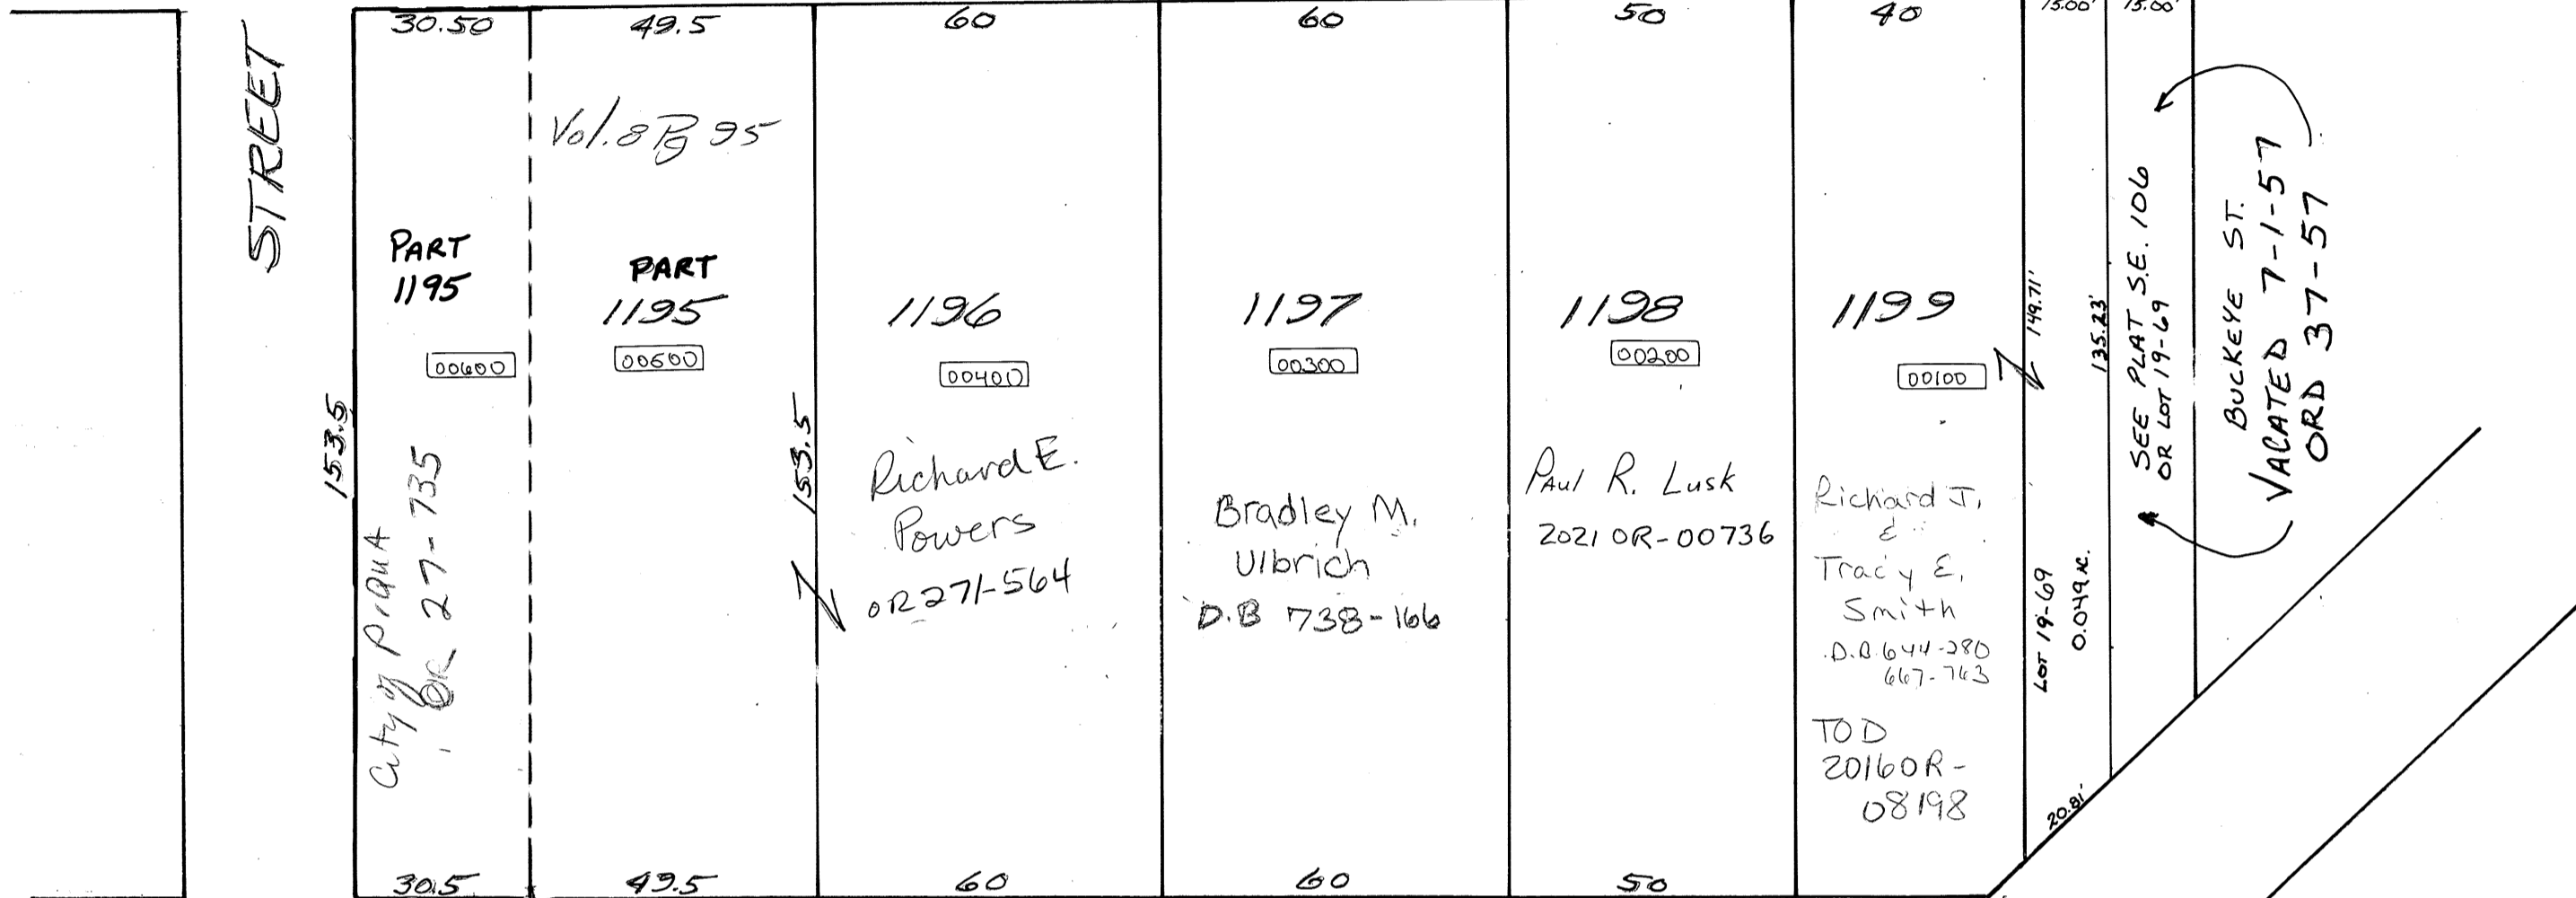 30.50
49.5
60
60
50
40
15.00'
15.00'
STREET
Vol. 8 Pg 95
PART
1195
00600
153.5
City of Piqua
OR 27-735
30.5
PART
1195
00500
153.5
49.5
1196
00400
Richard E.
Powers
OR 271-564
60
1197
00300
Bradley M.
Ulbrich
D.B 738-166
60
1198
00200
Paul R. Lusk
2021 OR-00736
50
1199
00100
Richard J.
&
Tracy E.
Smith
D.B. 644-280
667-763
TOD
2016OR-
08198
149.71'
LOT 19-69
0.049 AC.
135.23'
20.81'
SEE PLAT S.E. 106
OR LOT 19-69
BUCKEYE ST.
VACATED 7-1-57
ORD 37-57